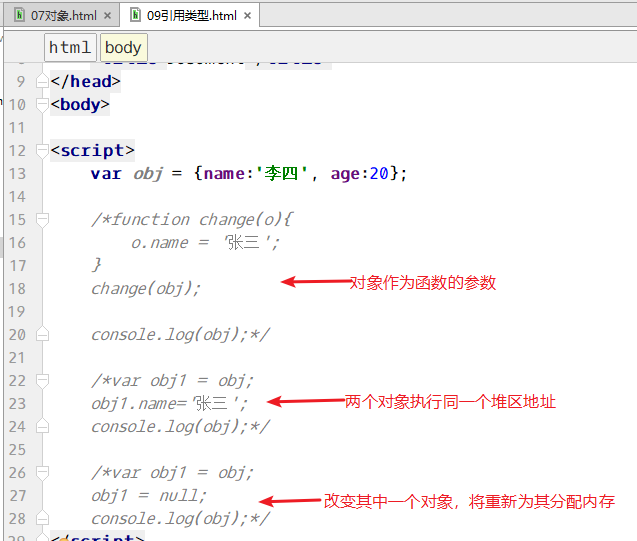 07对象.html × 09引用类型.html ×
html body
9 </head>
10 <body>
11
12 <script>
13 var obj = {name:'李四', age:20};
14
15 /*function change(o){
16 o.name = '张三';
17 }
18 change(obj);
对象作为函数的参数
19
20 console.log(obj);*/
21
22 /*var obj1 = obj;
23 obj1.name='张三';
两个对象执行同一个堆区地址
24 console.log(obj);*/
25
26 /*var obj1 = obj;
27 obj1 = null;
改变其中一个对象，将重新为其分配内存
28 console.log(obj);*/